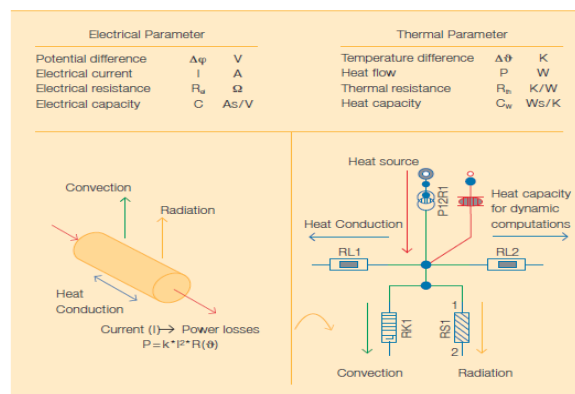 Electrical Parameter
Potential difference Δφ V
Electrical current I A
Electrical resistance Rel Ω
Electrical capacity C As/V
Thermal Parameter
Temperature difference Δϑ K
Heat flow P W
Thermal resistance Rth K/W
Heat capacity Cw Ws/K
Convection
Radiation
Heat
Conduction
Current (I)→ Power losses
P=k*I²*R(ϑ)
Heat source
P12R1
Heat capacity
for dynamic
computations
Heat Conduction
RL1
RL2
RK1
1
RS1
2
Convection
Radiation